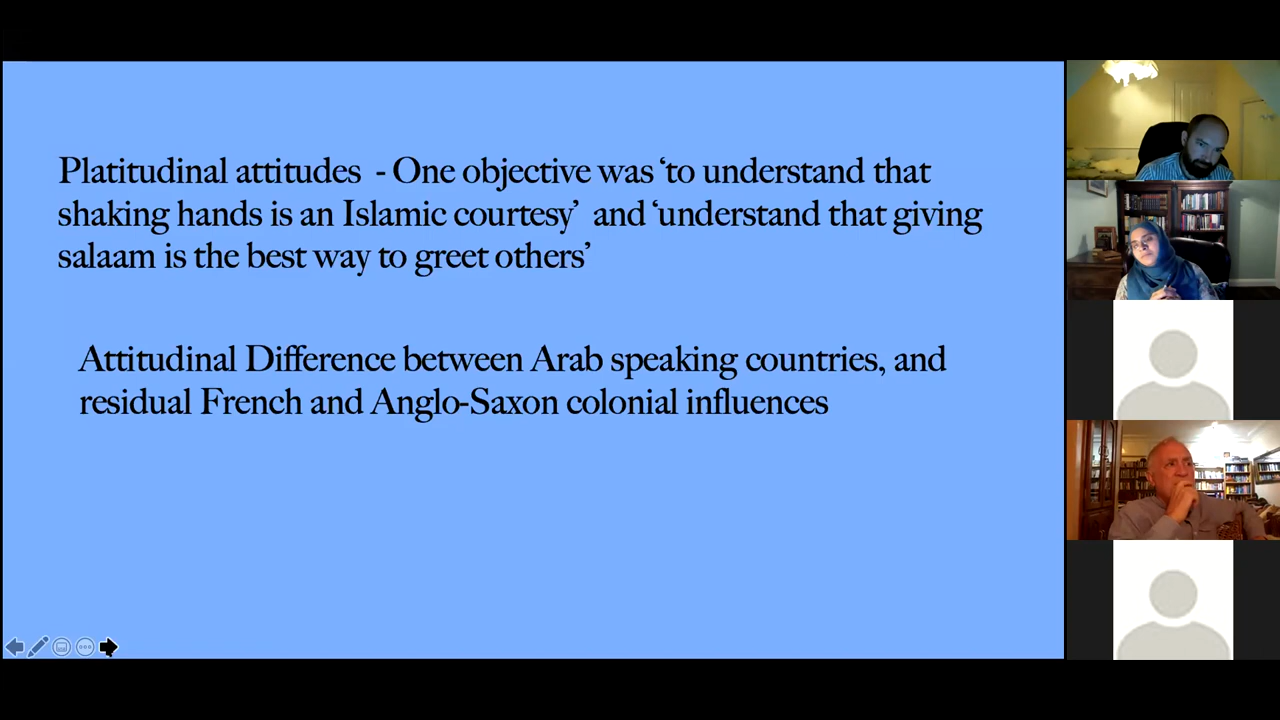 Platitudinal attitudes - One objective was ‘to understand that
shaking hands is an Islamic courtesy’ and ‘understand that giving
salaam is the best way to greet others’
Attitudinal Difference between Arab speaking countries, and
residual French and Anglo-Saxon colonial influences